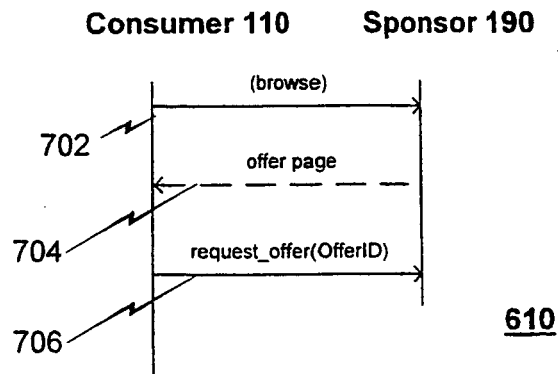 Consumer 110 Sponsor 190
(browse)
702
offer page
704
request_offer(OfferID)
706
610